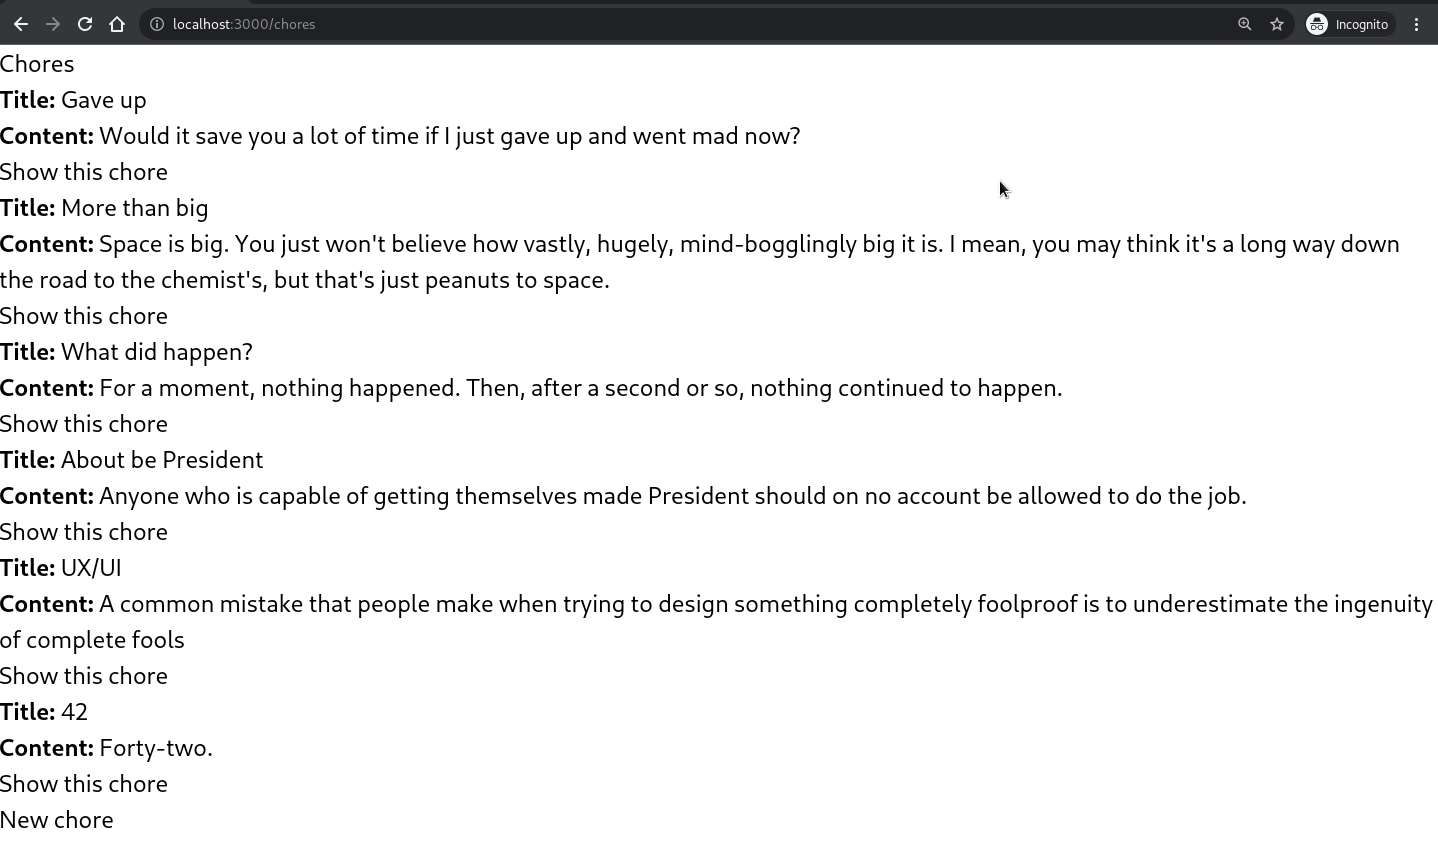 localhost:3000/chores
Incognito
Chores
Title: Gave up
Content: Would it save you a lot of time if I just gave up and went mad now?
Show this chore
Title: More than big
Content: Space is big. You just won't believe how vastly, hugely, mind-bogglingly big it is. I mean, you may think it's a long way down
the road to the chemist's, but that's just peanuts to space.
Show this chore
Title: What did happen?
Content: For a moment, nothing happened. Then, after a second or so, nothing continued to happen.
Show this chore
Title: About be President
Content: Anyone who is capable of getting themselves made President should on no account be allowed to do the job.
Show this chore
Title: UX/UI
Content: A common mistake that people make when trying to design something completely foolproof is to underestimate the ingenuity
of complete fools
Show this chore
Title: 42
Content: Forty-two.
Show this chore
New chore